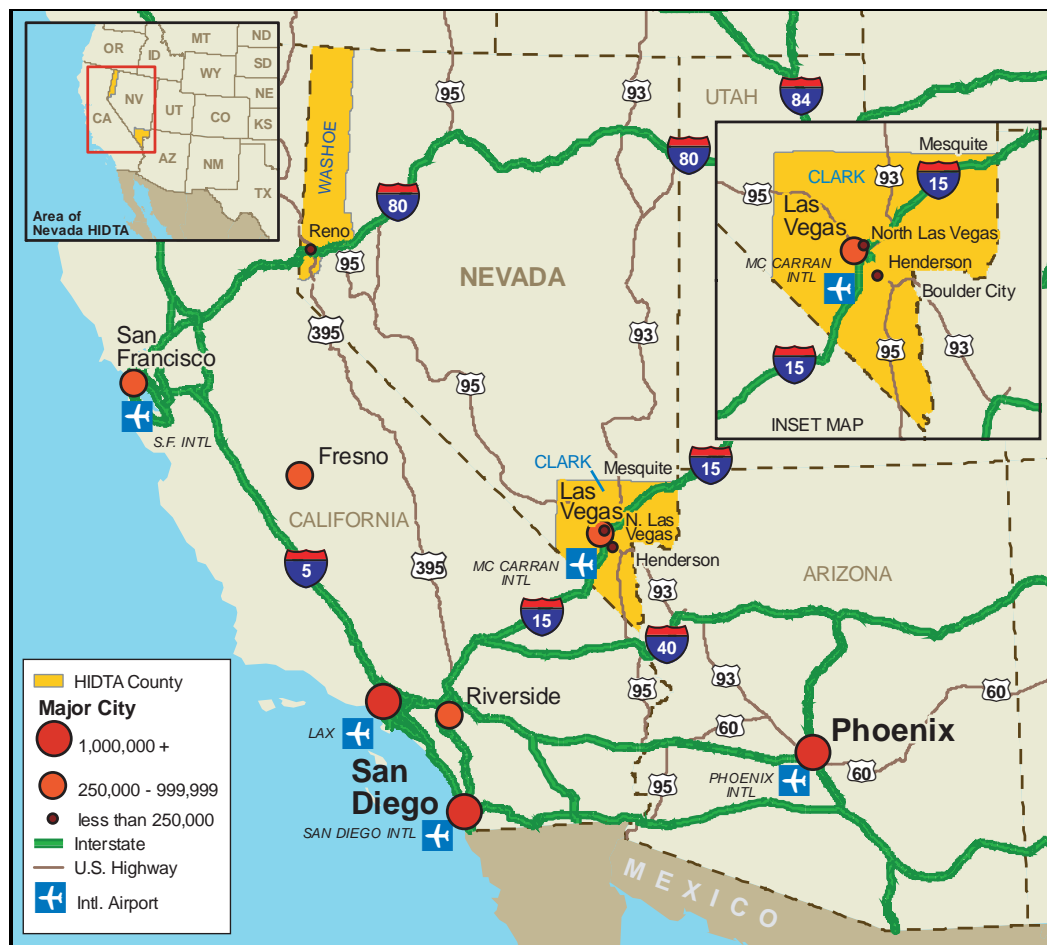 MT
ND
OR
ID
SD
WY
NE
NV
UT
CO
KS
CA
AZ
NM
TX
Area of
Nevada HIDTA
WASHOE
95
93
84
UTAH
80
80
Reno
95
395
NEVADA
93
95
Mesquite
CLARK
93
15
95
Las
Vegas
North Las Vegas
MC CARRAN
INTL
Henderson
Boulder City
95
93
15
INSET MAP
San
Francisco
S.F. INTL
Fresno
CALIFORNIA
CLARK
Mesquite
15
Las
Vegas
N. Las
Vegas
Henderson
MC CARRAN
INTL
5
395
ARIZONA
93
15
40
95
93
60
Riverside
60
LAX
Phoenix
60
95
PHOENIX
INTL
San
Diego
SAN DIEGO INTL
MEXICO
HIDTA County
Major City
1,000,000 +
250,000 - 999,999
less than 250,000
Interstate
U.S. Highway
Intl. Airport